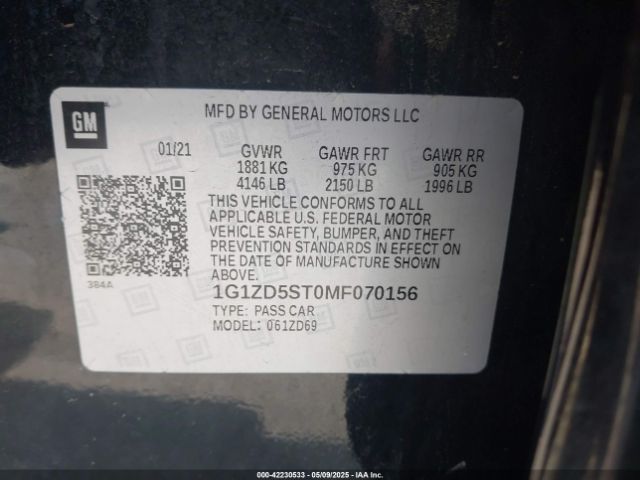 GM
MFD BY GENERAL MOTORS LLC
01/21 GVWR GAWR FRT GAWR RR
1881 KG 975 KG 905 KG
4146 LB 2150 LB 1996 LB
THIS VEHICLE CONFORMS TO ALL
APPLICABLE U.S. FEDERAL MOTOR
VEHICLE SAFETY, BUMPER, AND THEFT
PREVENTION STANDARDS IN EFFECT ON
THE DATE OF MANUFACTURE SHOWN
ABOVE.
384A
1G1ZD5ST0MF070156
TYPE: PASS CAR
MODEL: 061ZD69
000-42230533 - 05/09/2025 - IAAI.COM